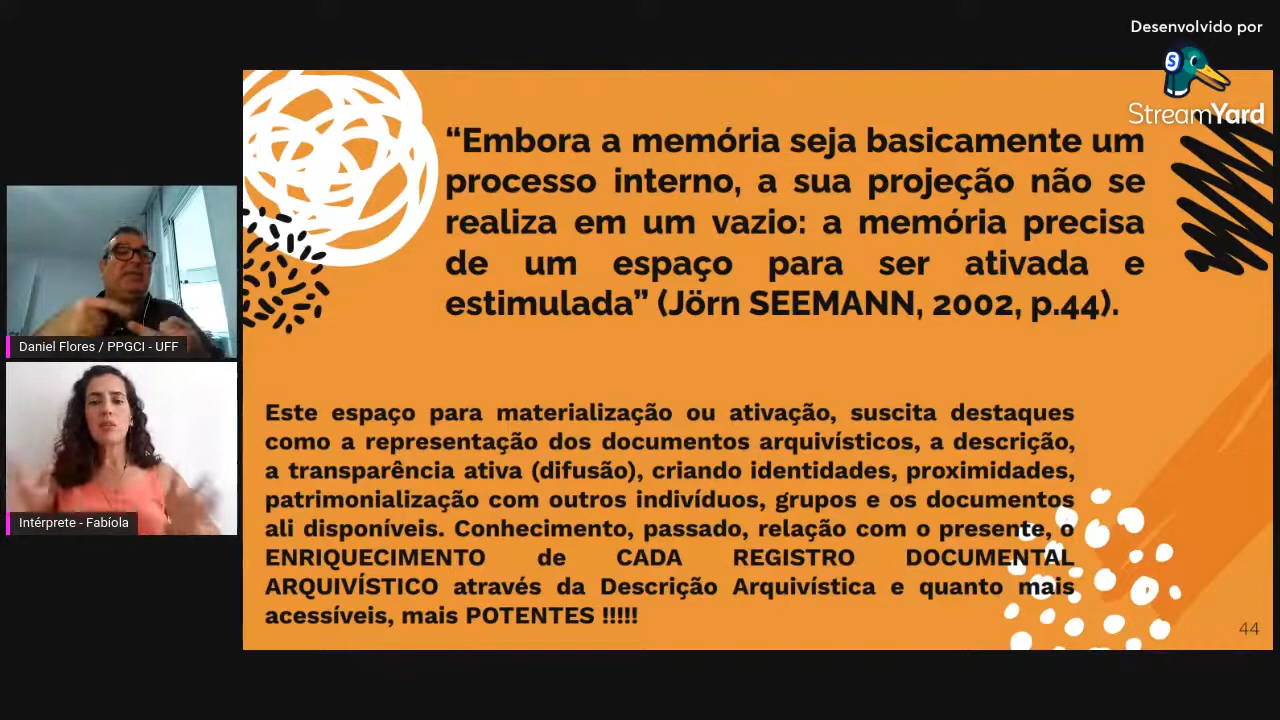 Desenvolvido por
StreamYard
“Embora a memória seja basicamente um
processo interno, a sua projeção não se
realiza em um vazio: a memória precisa
de um espaço para ser ativada e
estimulada” (Jörn SEEMANN, 2002, p.44).
Daniel Flores / PPGCI - UFF
Intérprete - Fabíola
Este espaço para materialização ou ativação, suscita destaques
como a representação dos documentos arquivísticos, a descrição,
a transparência ativa (difusão), criando identidades, proximidades,
patrimonialização com outros indivíduos, grupos e os documentos
ali disponíveis. Conhecimento, passado, relação com o presente, o
ENRIQUECIMENTO de CADA REGISTRO DOCUMENTAL
ARQUIVÍSTICO através da Descrição Arquivística e quanto mais
acessíveis, mais POTENTES !!!!!
44